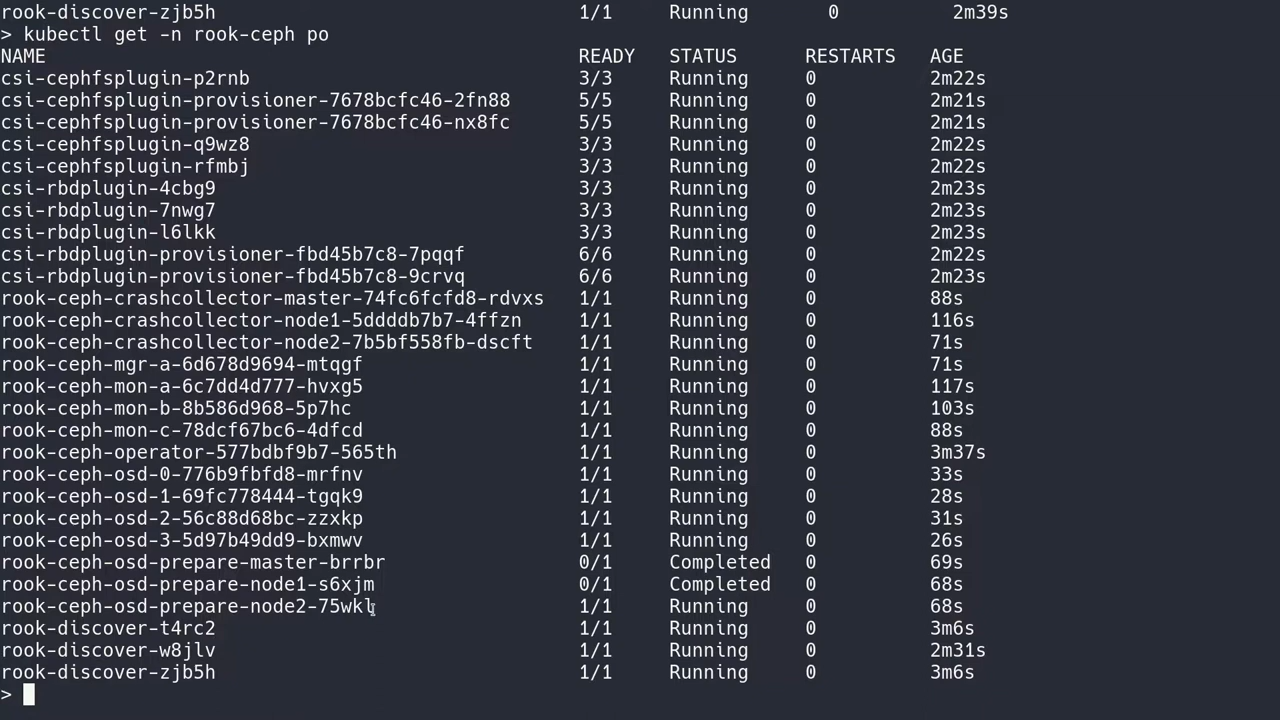 rook-discover-zjb5h 1/1 Running 0 2m39s
> kubectl get -n rook-ceph po
NAME READY STATUS RESTARTS AGE
csi-cephfsplugin-p2rnb 3/3 Running 0 2m22s
csi-cephfsplugin-provisioner-7678bcfc46-2fn88 5/5 Running 0 2m21s
csi-cephfsplugin-provisioner-7678bcfc46-nx8fc 5/5 Running 0 2m21s
csi-cephfsplugin-q9wz8 3/3 Running 0 2m22s
csi-cephfsplugin-rfmbj 3/3 Running 0 2m22s
csi-rbdplugin-4cbg9 3/3 Running 0 2m23s
csi-rbdplugin-7nwg7 3/3 Running 0 2m23s
csi-rbdplugin-l6lkk 3/3 Running 0 2m23s
csi-rbdplugin-provisioner-fbd45b7c8-7pqqf 6/6 Running 0 2m22s
csi-rbdplugin-provisioner-fbd45b7c8-9crvq 6/6 Running 0 2m23s
rook-ceph-crashcollector-master-74fc6fcfd8-rdvxs 1/1 Running 0 88s
rook-ceph-crashcollector-node1-5ddddb7b7-4ffzn 1/1 Running 0 116s
rook-ceph-crashcollector-node2-7b5bf558fb-dscft 1/1 Running 0 71s
rook-ceph-mgr-a-6d678d9694-mtqgf 1/1 Running 0 71s
rook-ceph-mon-a-6c7dd4d777-hvxg5 1/1 Running 0 117s
rook-ceph-mon-b-8b586d968-5p7hc 1/1 Running 0 103s
rook-ceph-mon-c-78dcf67bc6-4dfcd 1/1 Running 0 88s
rook-ceph-operator-577bdbf9b7-565th 1/1 Running 0 3m37s
rook-ceph-osd-0-776b9fbfd8-mrfnv 1/1 Running 0 33s
rook-ceph-osd-1-69fc778444-tgqk9 1/1 Running 0 28s
rook-ceph-osd-2-56c88d68bc-zzxkp 1/1 Running 0 31s
rook-ceph-osd-3-5d97b49dd9-bxmwv 1/1 Running 0 26s
rook-ceph-osd-prepare-master-brrbr 0/1 Completed 0 69s
rook-ceph-osd-prepare-node1-s6xjm 0/1 Completed 0 68s
rook-ceph-osd-prepare-node2-75wkl 1/1 Running 0 68s
rook-discover-t4rc2 1/1 Running 0 3m6s
rook-discover-w8jlv 1/1 Running 0 2m31s
rook-discover-zjb5h 1/1 Running 0 3m6s
>